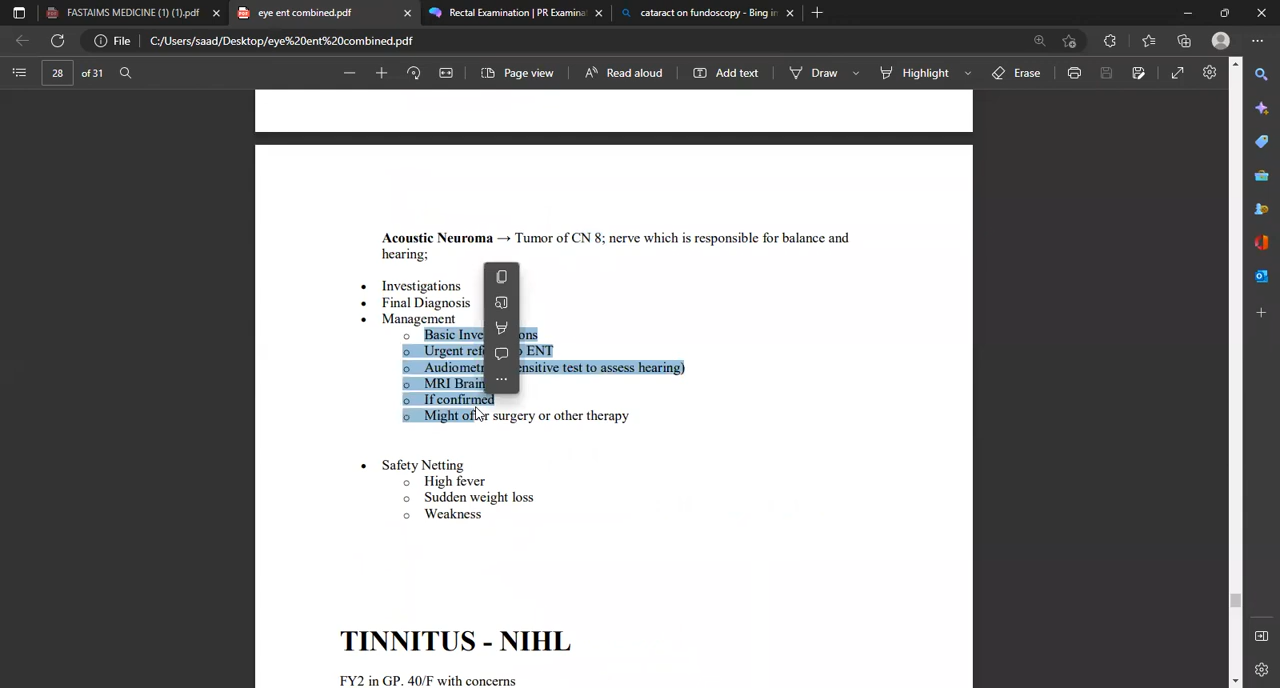 FASTAIMS MEDICINE (1) (1).pdf
eye ent combined.pdf
Rectal Examination | PR Examina
cataract on fundoscopy - Bing in
File
C:/Users/saad/Desktop/eye%20ent%20combined.pdf
28 of 31
Page view
Read aloud
Add text
Draw
Highlight
Erase
Acoustic Neuroma → Tumor of CN 8; nerve which is responsible for balance and
hearing;
• Investigations
• Final Diagnosis
• Management
o Basic Inve ons
o Urgent ref o ENT
o Audiomet ensitive test to assess hearing)
o MRI Brain
o If confirmed
o Might offer surgery or other therapy
• Safety Netting
o High fever
o Sudden weight loss
o Weakness
TINNITUS - NIHL
FY2 in GP. 40/F with concerns